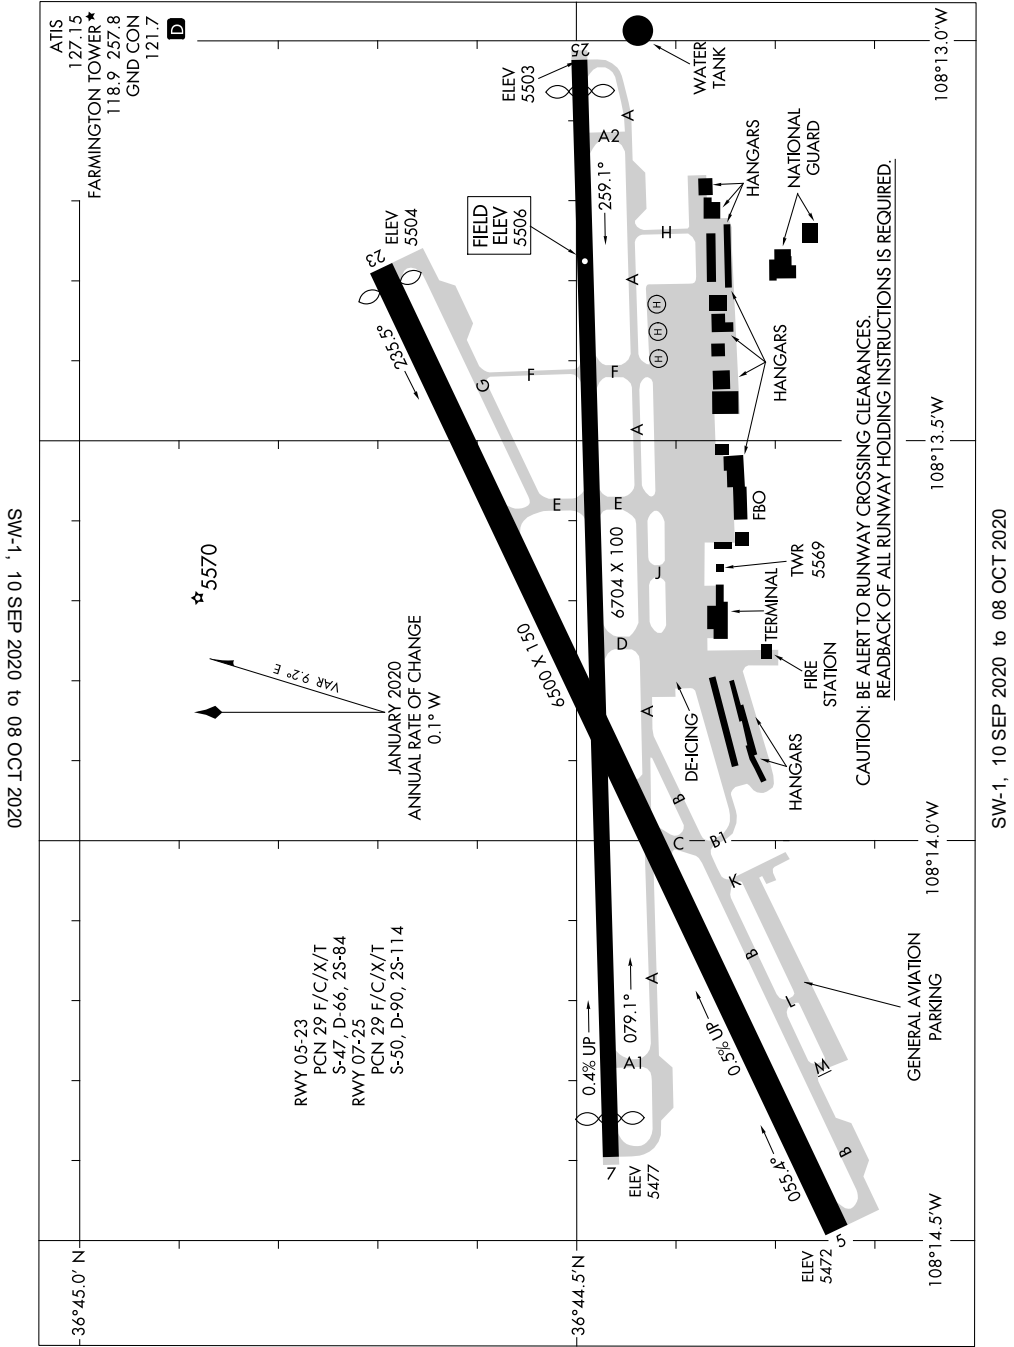 ATIS
127.15
FARMINGTON TOWER★
118.9 257.8
GND CON
121.7
D
25
ELEV
5503
WATER
TANK
108°13.0'W
A
A2
HANGARS
NATIONAL
GUARD
259.1°
FIELD
ELEV
5506
23
ELEV
5504
H
A
H
H
H
235.5°
HANGARS
G
F
F
A
108°13.5'W
E
E
FBO
6704 X 100
J
TWR
5569
TERMINAL
D
FIRE
STATION
5570
VAR 9.2° E
JANUARY 2020
ANNUAL RATE OF CHANGE
0.1° W
6500 X 150
A
DE-ICING
B
HANGARS
C
B1
K
108°14.0'W
CAUTION: BE ALERT TO RUNWAY CROSSING CLEARANCES.
READBACK OF ALL RUNWAY HOLDING INSTRUCTIONS IS REQUIRED.
RWY 05-23
PCN 29 F/C/X/T
S-47, D-66, 2S-84
RWY 07-25
PCN 29 F/C/X/T
S-50, D-90, 2S-114
0.4% UP
079.1°
A
A1
B
L
M
0.5% UP
GENERAL AVIATION
PARKING
7
ELEV
5477
055.4°
B
5
ELEV
5472
108°14.5'W
36°45.0' N
36°44.5'N
SW-1, 10 SEP 2020 to 08 OCT 2020
SW-1, 10 SEP 2020 to 08 OCT 2020